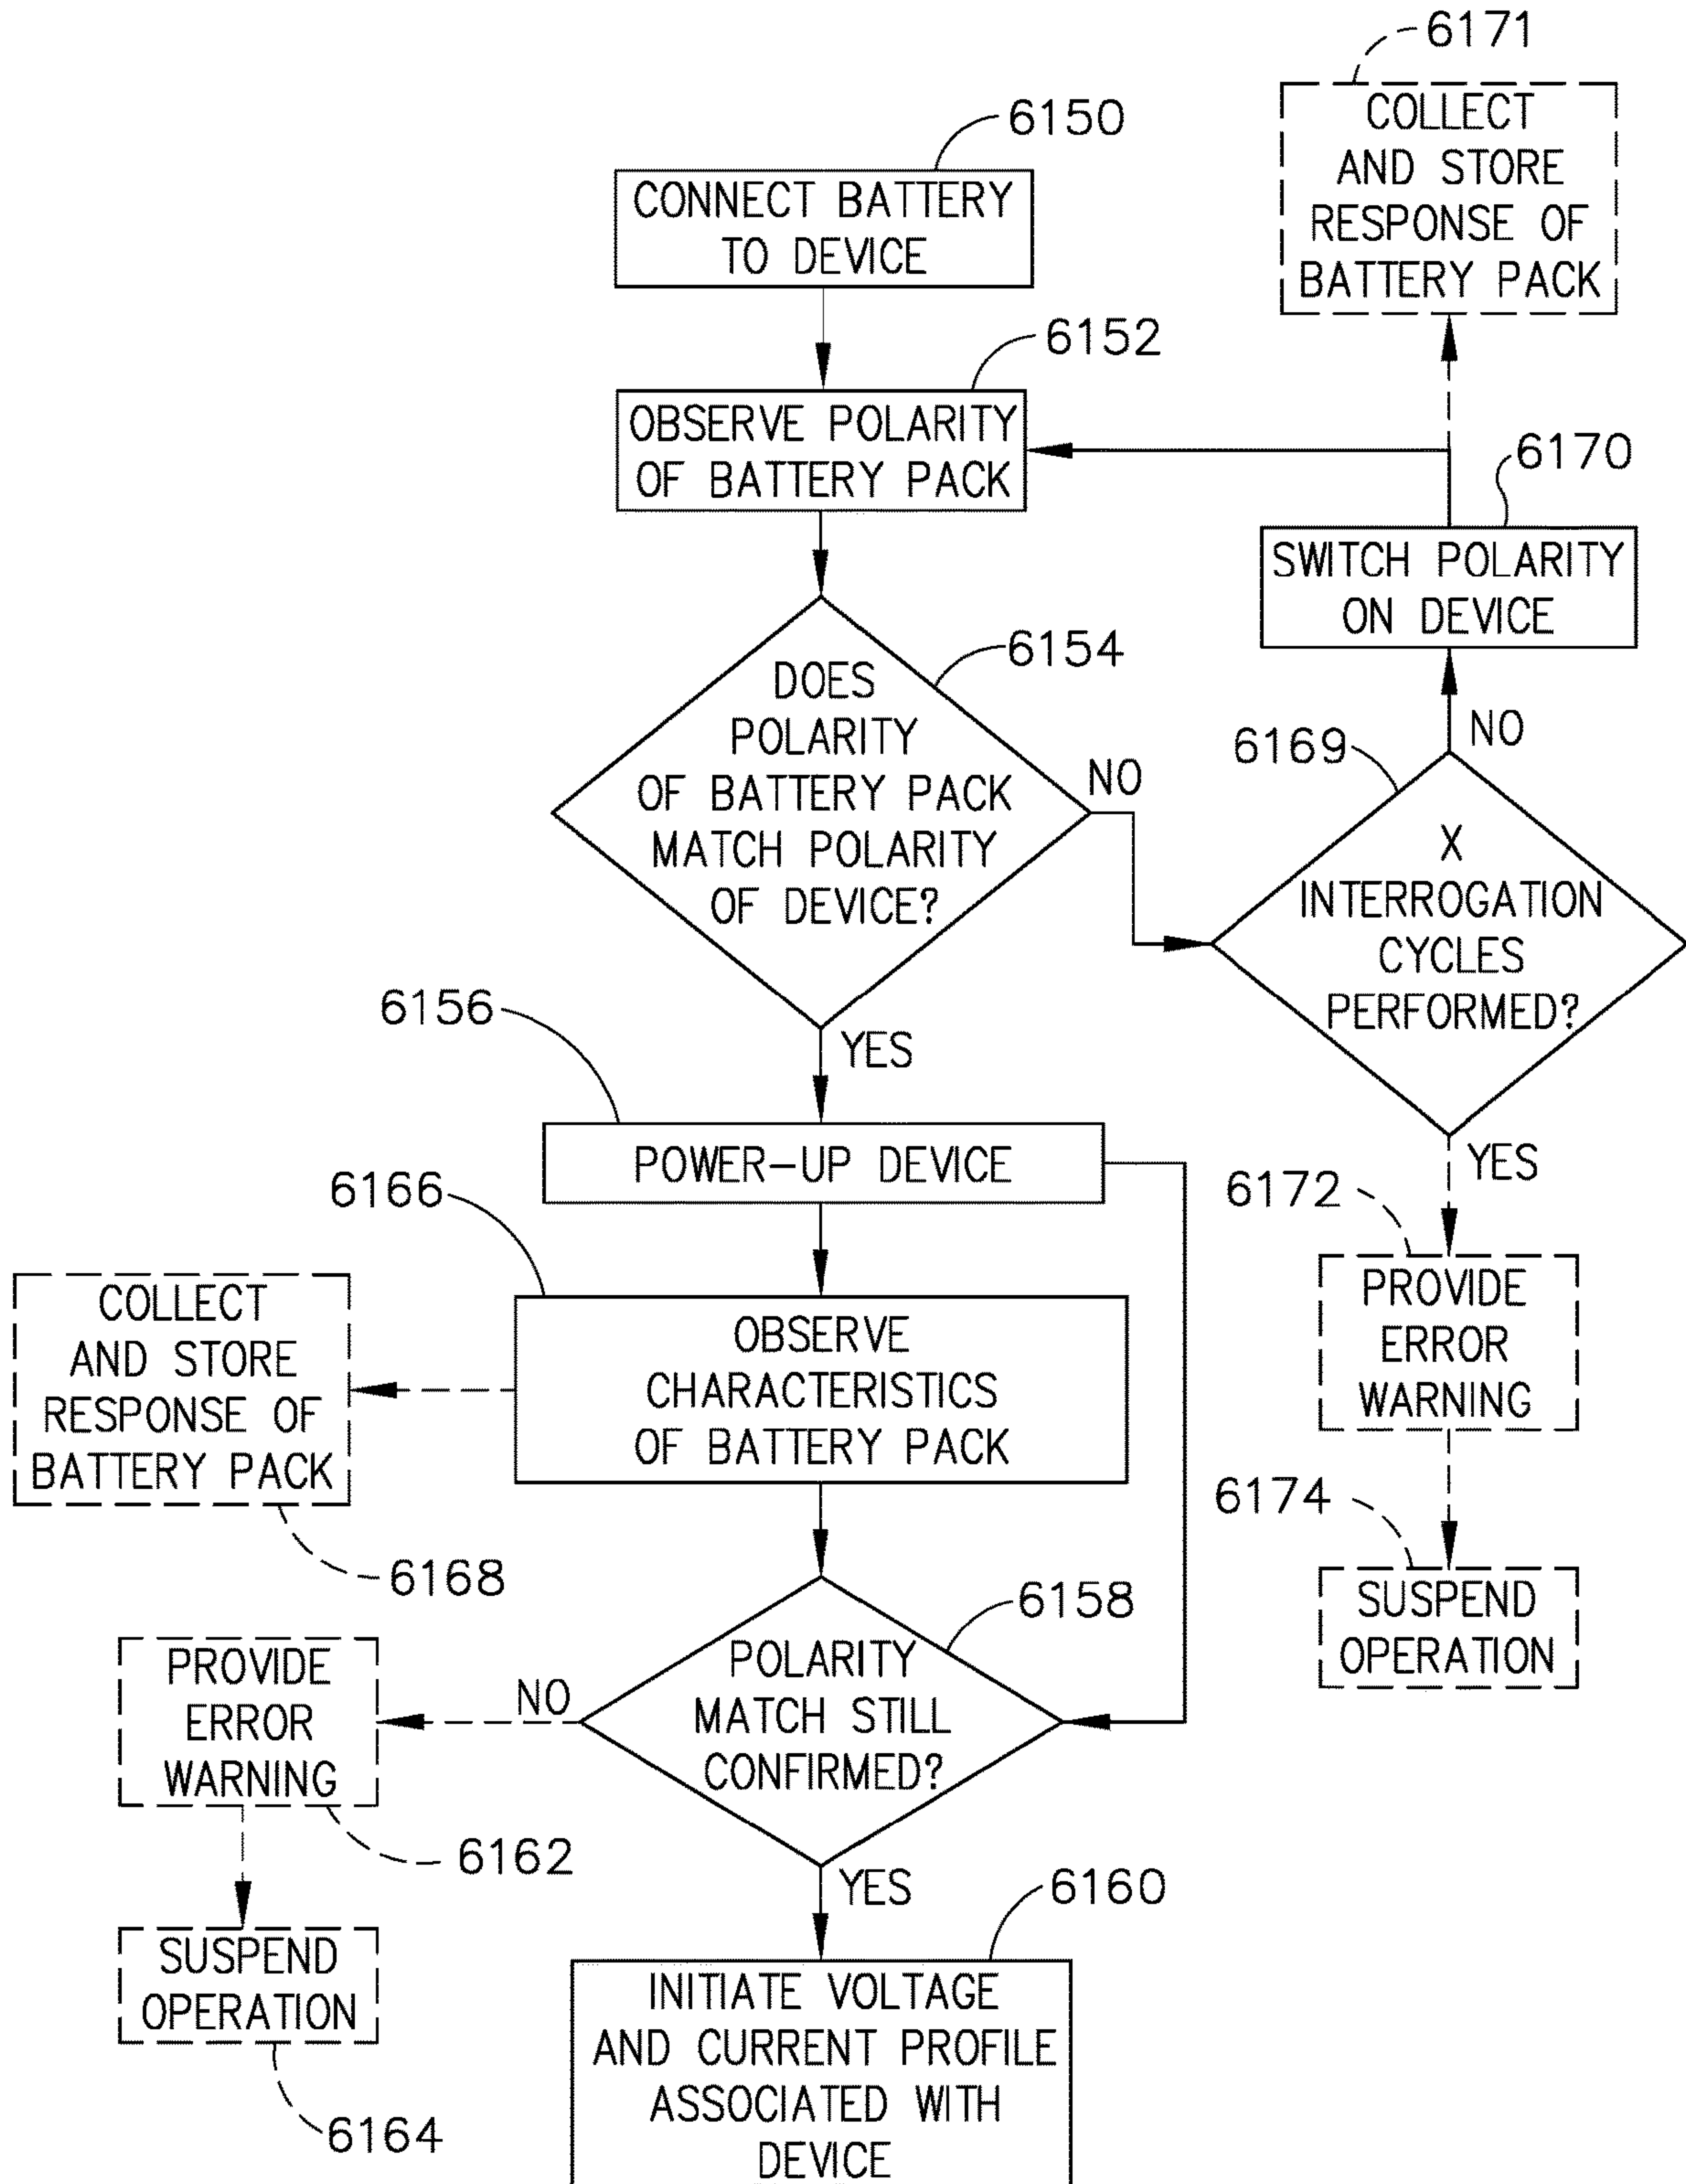 6171
COLLECT
AND STORE
RESPONSE OF
BATTERY PACK
6150
CONNECT BATTERY
TO DEVICE
6152
OBSERVE POLARITY
OF BATTERY PACK
6170
SWITCH POLARITY
ON DEVICE
6154
DOES
POLARITY
OF BATTERY PACK
MATCH POLARITY
OF DEVICE?
NO
6169
NO
X
INTERROGATION
CYCLES
PERFORMED?
YES
6156
YES
POWER-UP DEVICE
6172
PROVIDE
ERROR
WARNING
6166
OBSERVE
CHARACTERISTICS
OF BATTERY PACK
COLLECT
AND STORE
RESPONSE OF
BATTERY PACK
6168
6174
SUSPEND
OPERATION
6158
POLARITY
MATCH STILL
CONFIRMED?
NO
PROVIDE
ERROR
WARNING
6162
YES
6160
SUSPEND
OPERATION
6164
INITIATE VOLTAGE
AND CURRENT PROFILE
ASSOCIATED WITH
DEVICE